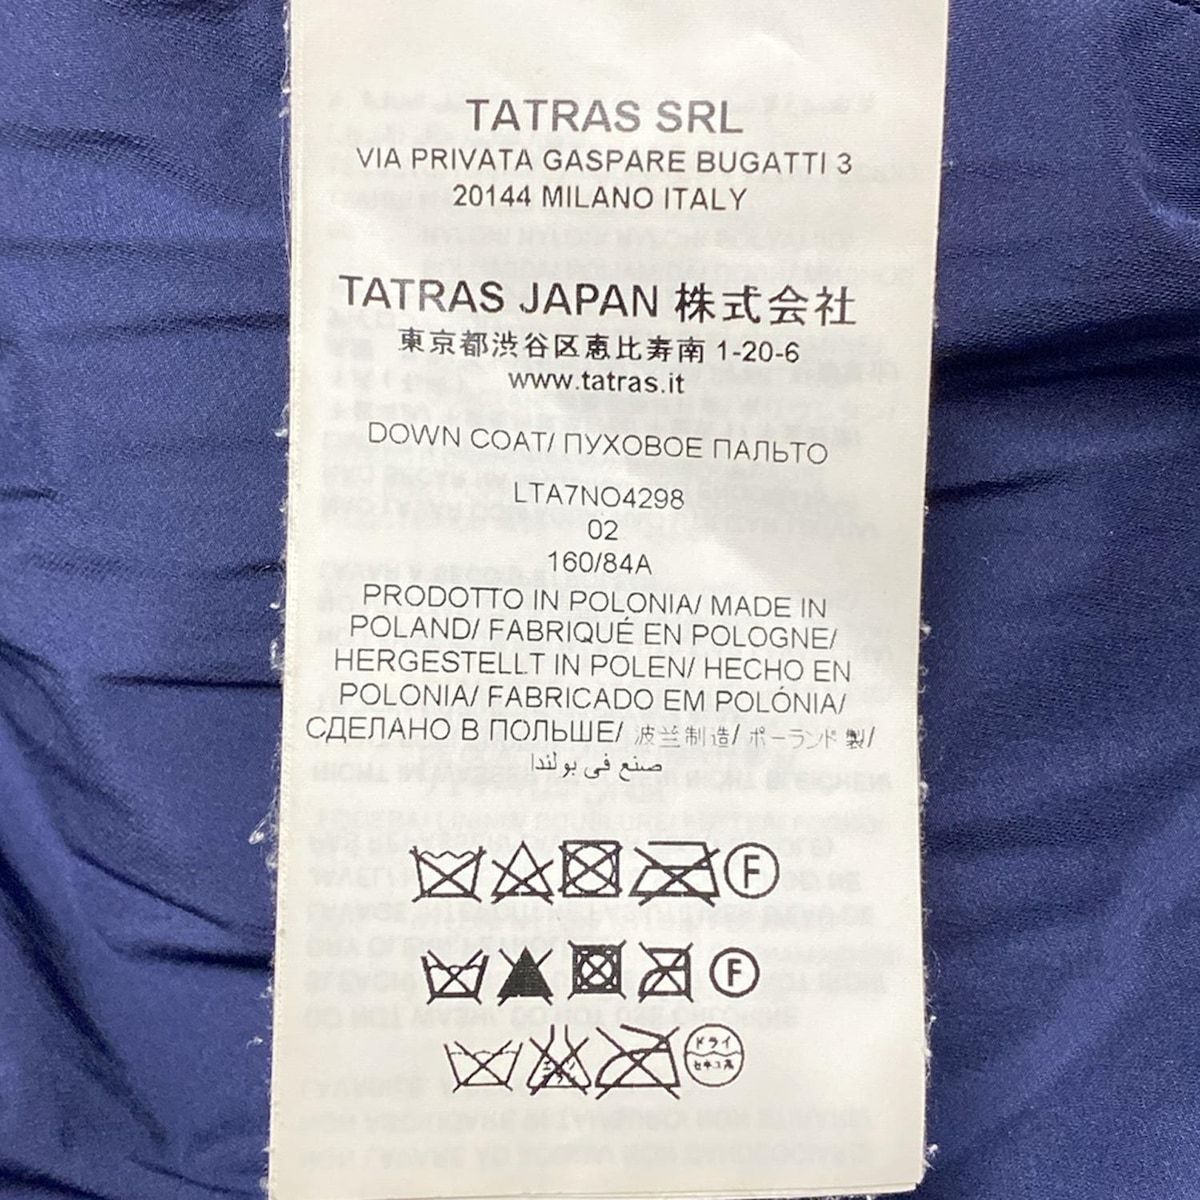 TATRAS SRL
VIA PRIVATA GASPARE BUGATTI 3
20144 MILANO ITALY
TATRAS JAPAN 株式会社
東京都渋谷区恵比寿南 1-20-6
www.tatras.it
DOWN COAT/ ПУХОВОЕ ПАЛЬТО
LTA7NO4298
02
160/84A
PRODOTTO IN POLONIA/ MADE IN
POLAND/ FABRIQUÉ EN POLOGNE/
HERGESTELLT IN POLEN/ HECHO EN
POLONIA/ FABRICADO EM POLÓNIA/
СДЕЛАНО В ПОЛЬШЕ/ 波兰制造/ ポーランド製/
صنع في بولندا
F
F
ドライ
セキユ系